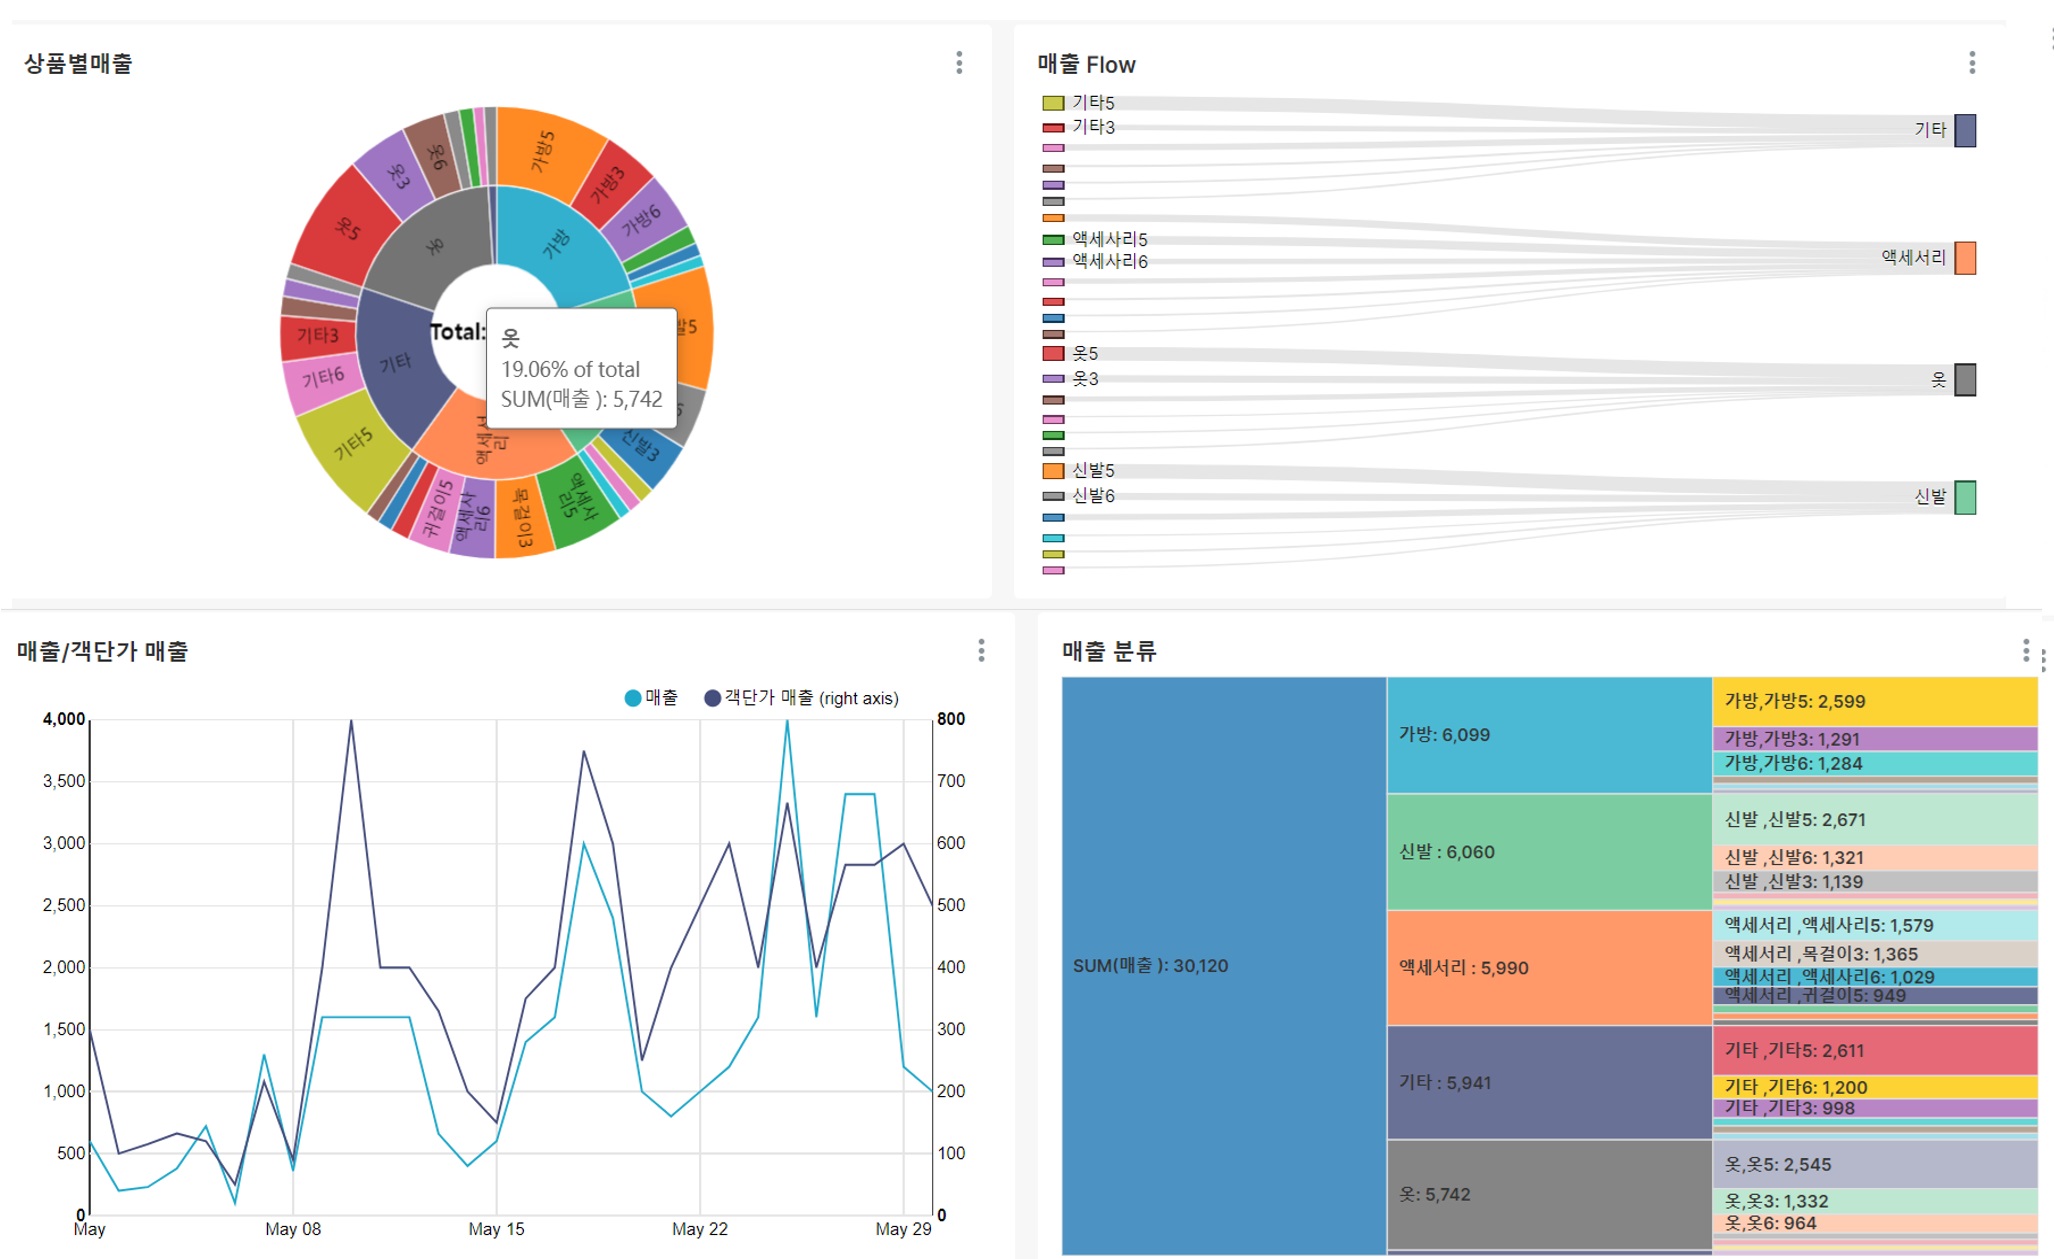 상품별매출
가방5
가방3
가방6
가방
발5
신발3
액세사
리5
목걸이3
액세사
리6
귀걸이5
액세서
리
기타5
기타6
기타3
기타
옷5
옷3
옷6
옷
Total:
옷
19.06% of total
SUM(매출 ): 5,742
매출 Flow
기타5
기타3
액세사리5
액세사리6
옷5
옷3
신발5
신발6
기타
액세서리
옷
신발
매출/객단가 매출
매출 객단가 매출 (right axis)
4,000 800
3,500 700
3,000 600
2,500 500
2,000 400
1,500 300
1,000 200
500 100
0 0
May May 08 May 15 May 22 May 29
매출 분류
SUM(매출 ): 30,120
가방: 6,099
신발 : 6,060
액세서리 : 5,990
기타 : 5,941
옷: 5,742
가방,가방5: 2,599
가방,가방3: 1,291
가방,가방6: 1,284
신발 ,신발5: 2,671
신발 ,신발6: 1,321
신발 ,신발3: 1,139
액세서리 ,액세사리5: 1,579
액세서리 ,목걸이3: 1,365
액세서리 ,액세사리6: 1,029
액세서리 ,귀걸이5: 949
기타 ,기타5: 2,611
기타 ,기타6: 1,200
기타 ,기타3: 998
옷,옷5: 2,545
옷,옷3: 1,332
옷,옷6: 964